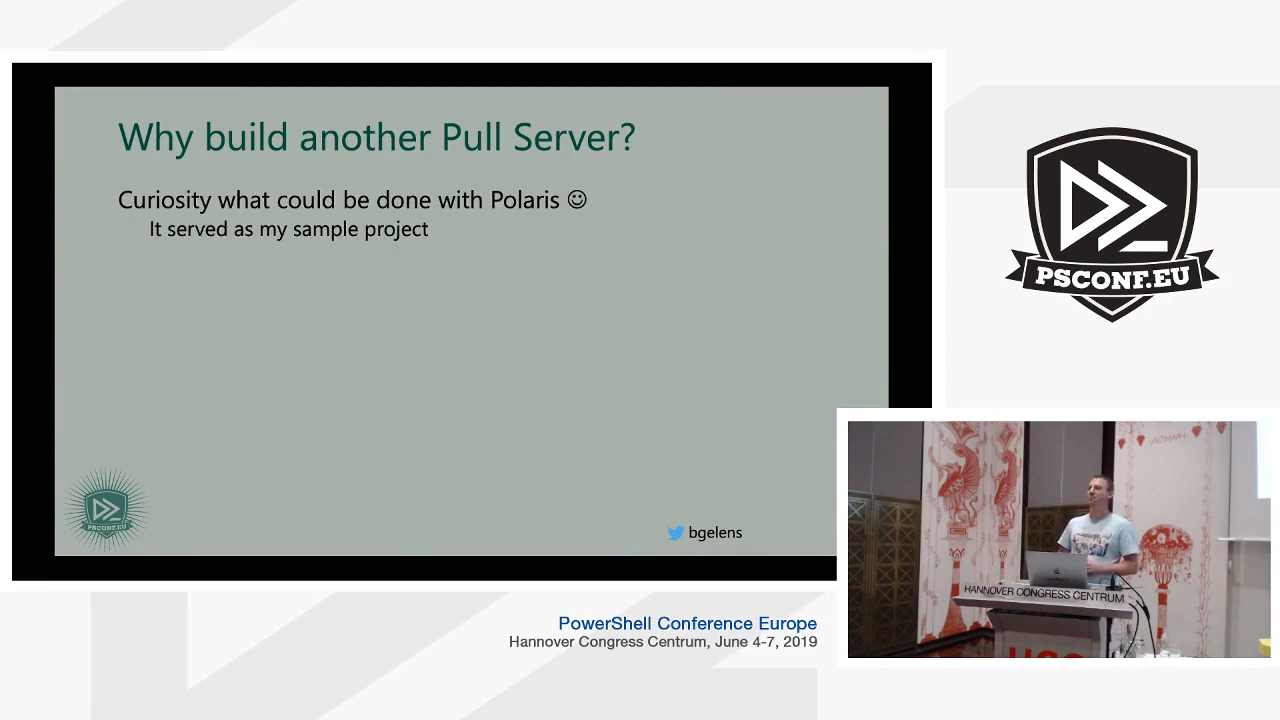 Why build another Pull Server?
Curiosity what could be done with Polaris ☺
It served as my sample project
PSCONF.EU
bgelens
PSCONF.EU
HANNOVER CONGRESS CENTRUM
PowerShell Conference Europe
Hannover Congress Centrum, June 4-7, 2019